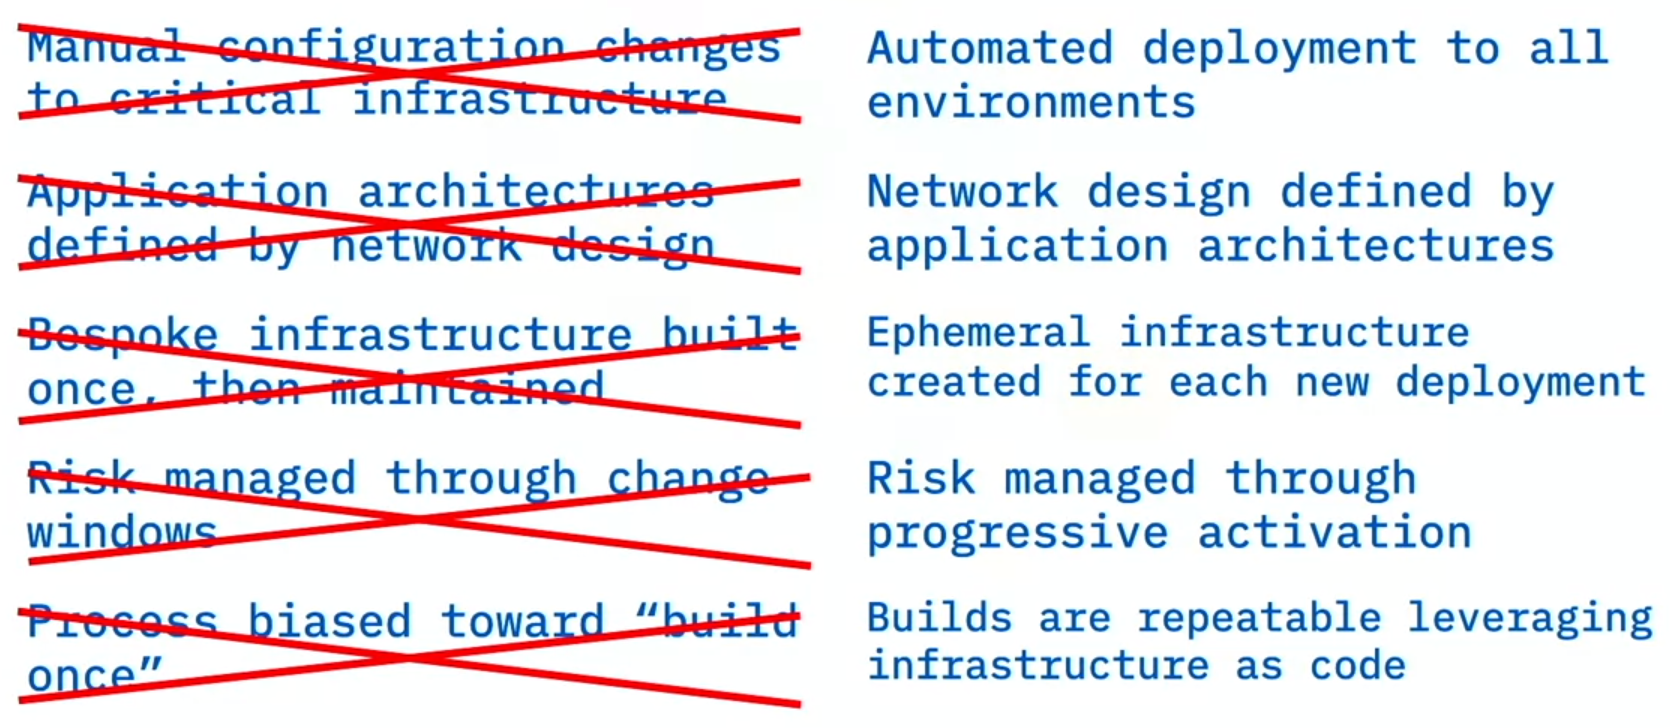 Manual configuration changes
to critical infrastructure
Automated deployment to all
environments
Application architectures
defined by network design
Network design defined by
application architectures
Bespoke infrastructure built
once, then maintained
Ephemeral infrastructure
created for each new deployment
Risk managed through change
windows
Risk managed through
progressive activation
Process biased toward “build
once”
Builds are repeatable leveraging
infrastructure as code